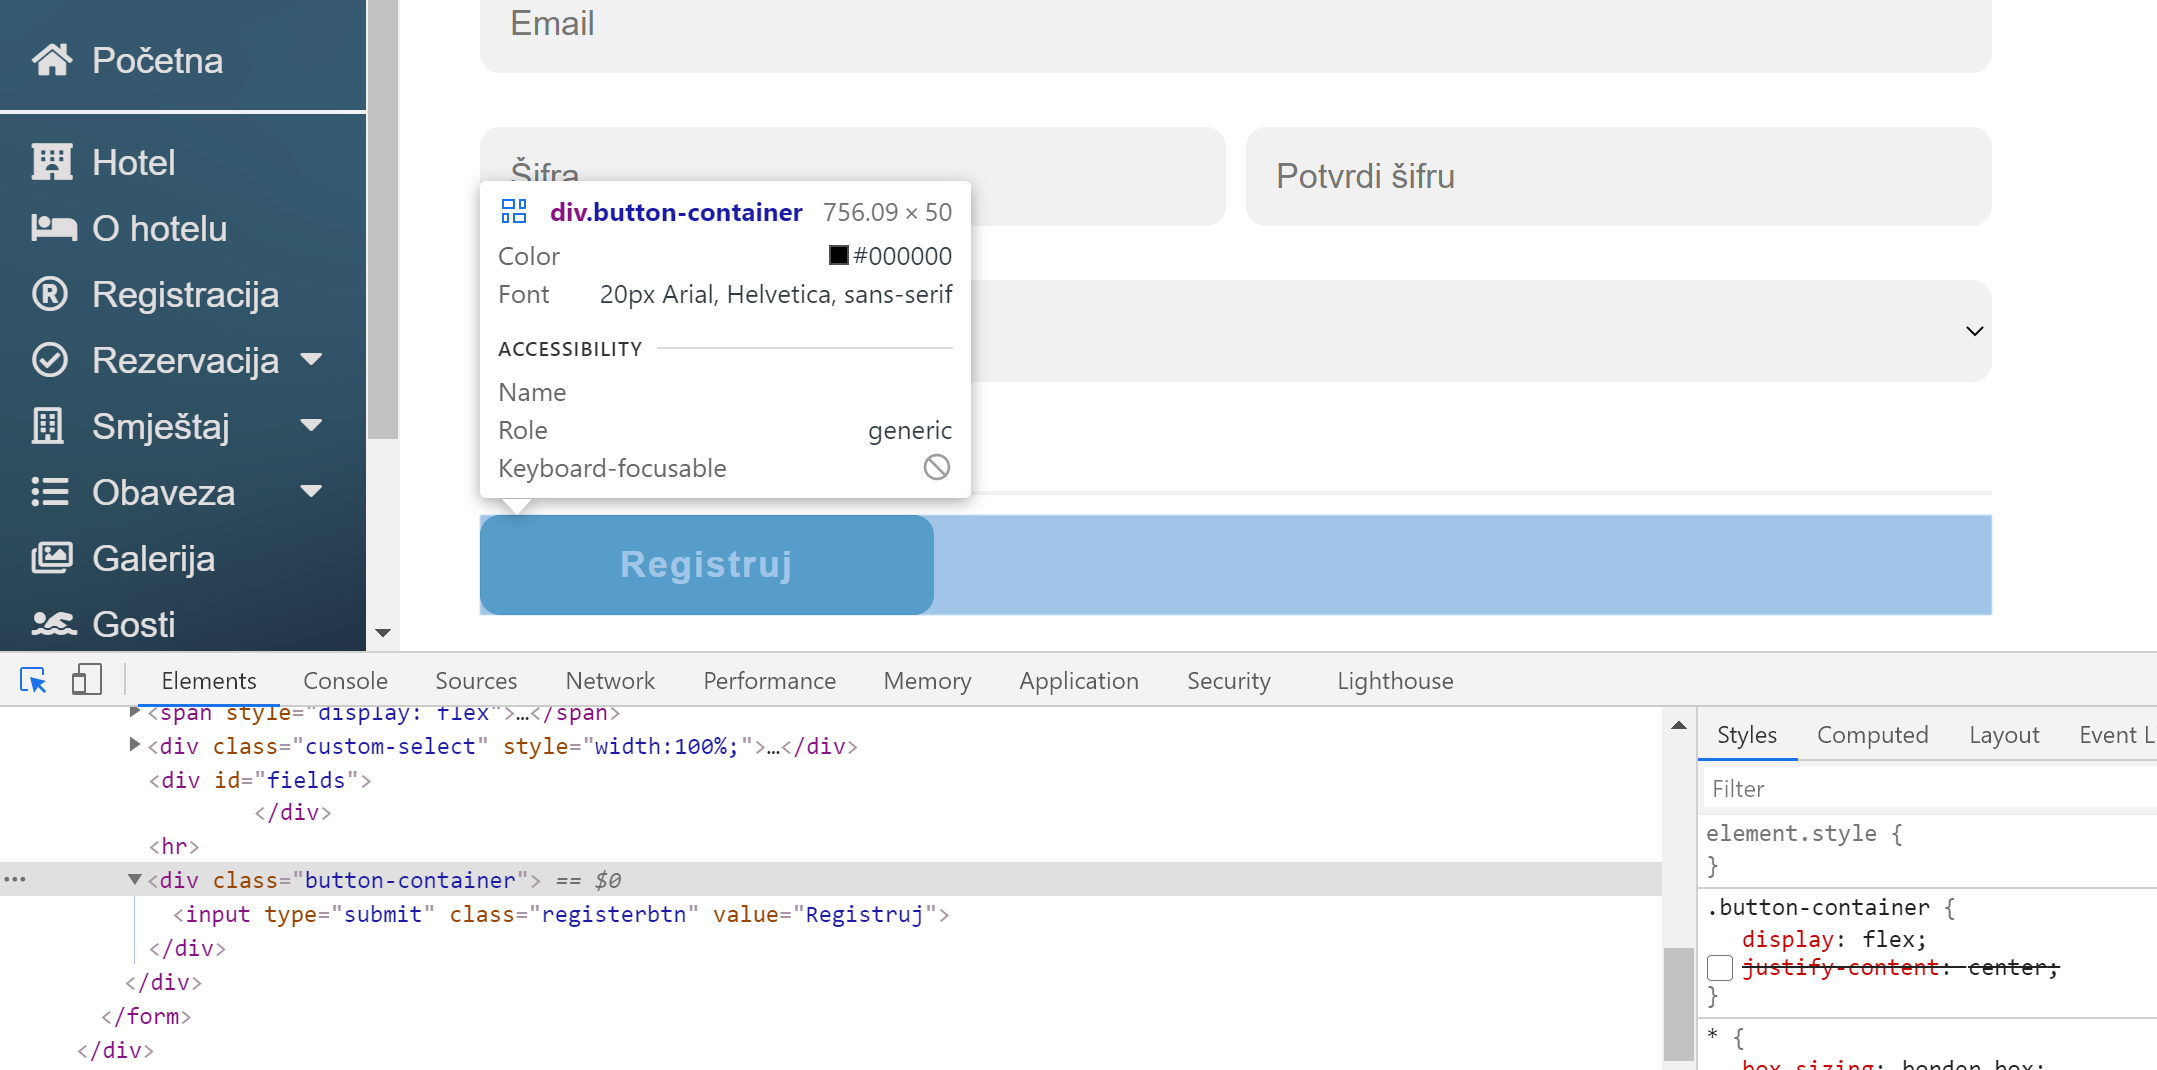 Početna
Hotel
O hotelu
Registracija
Rezervacija
Smještaj
Obaveza
Galerija
Gosti
Email
Šifra
Potvrdi šifru
div.button-container 756.09 × 50
Color #000000
Font 20px Arial, Helvetica, sans-serif
ACCESSIBILITY
Name
Role generic
Keyboard-focusable
Registruj
Elements Console Sources Network Performance Memory Application Security Lighthouse
<span style="display: flex">…</span>
<div class="custom-select" style="width:100%;">…</div>
<div id="fields">
</div>
<hr>
<div class="button-container"> == $0
<input type="submit" class="registerbtn" value="Registruj">
</div>
</div>
</form>
</div>
Styles Computed Layout Event L
Filter
element.style {
}
.button-container {
display: flex;
justify-content: center;
}
* {
box-sizing: border-box;